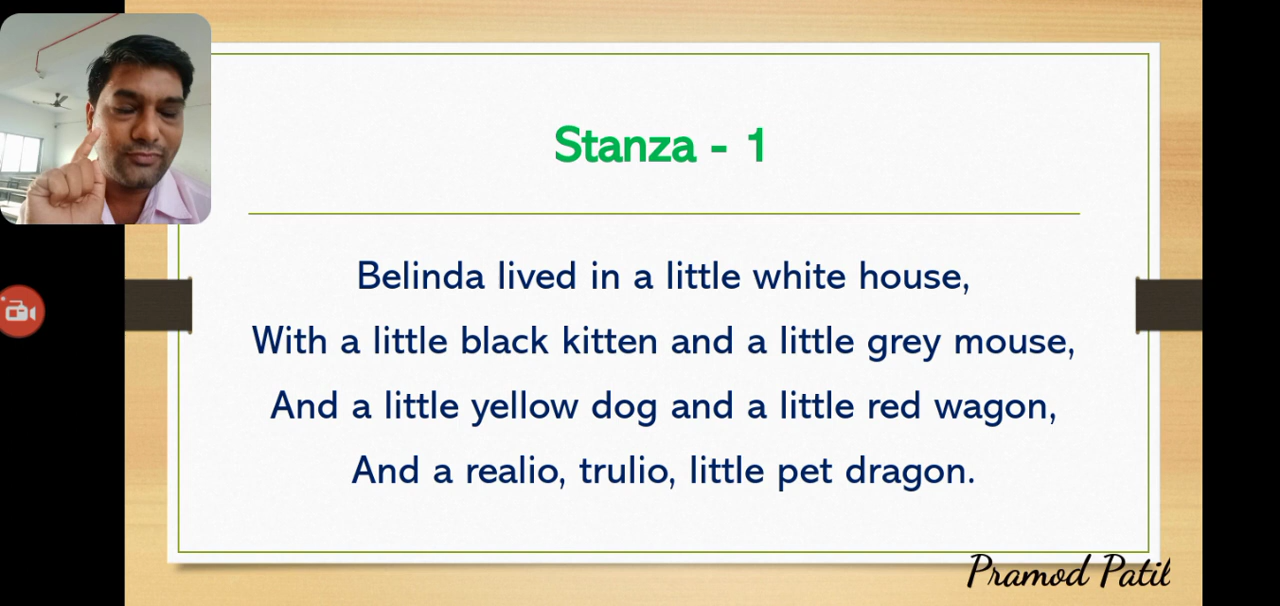 Stanza - 1
Belinda lived in a little white house,
With a little black kitten and a little grey mouse,
And a little yellow dog and a little red wagon,
And a realio, trulio, little pet dragon.
Pramod Patil